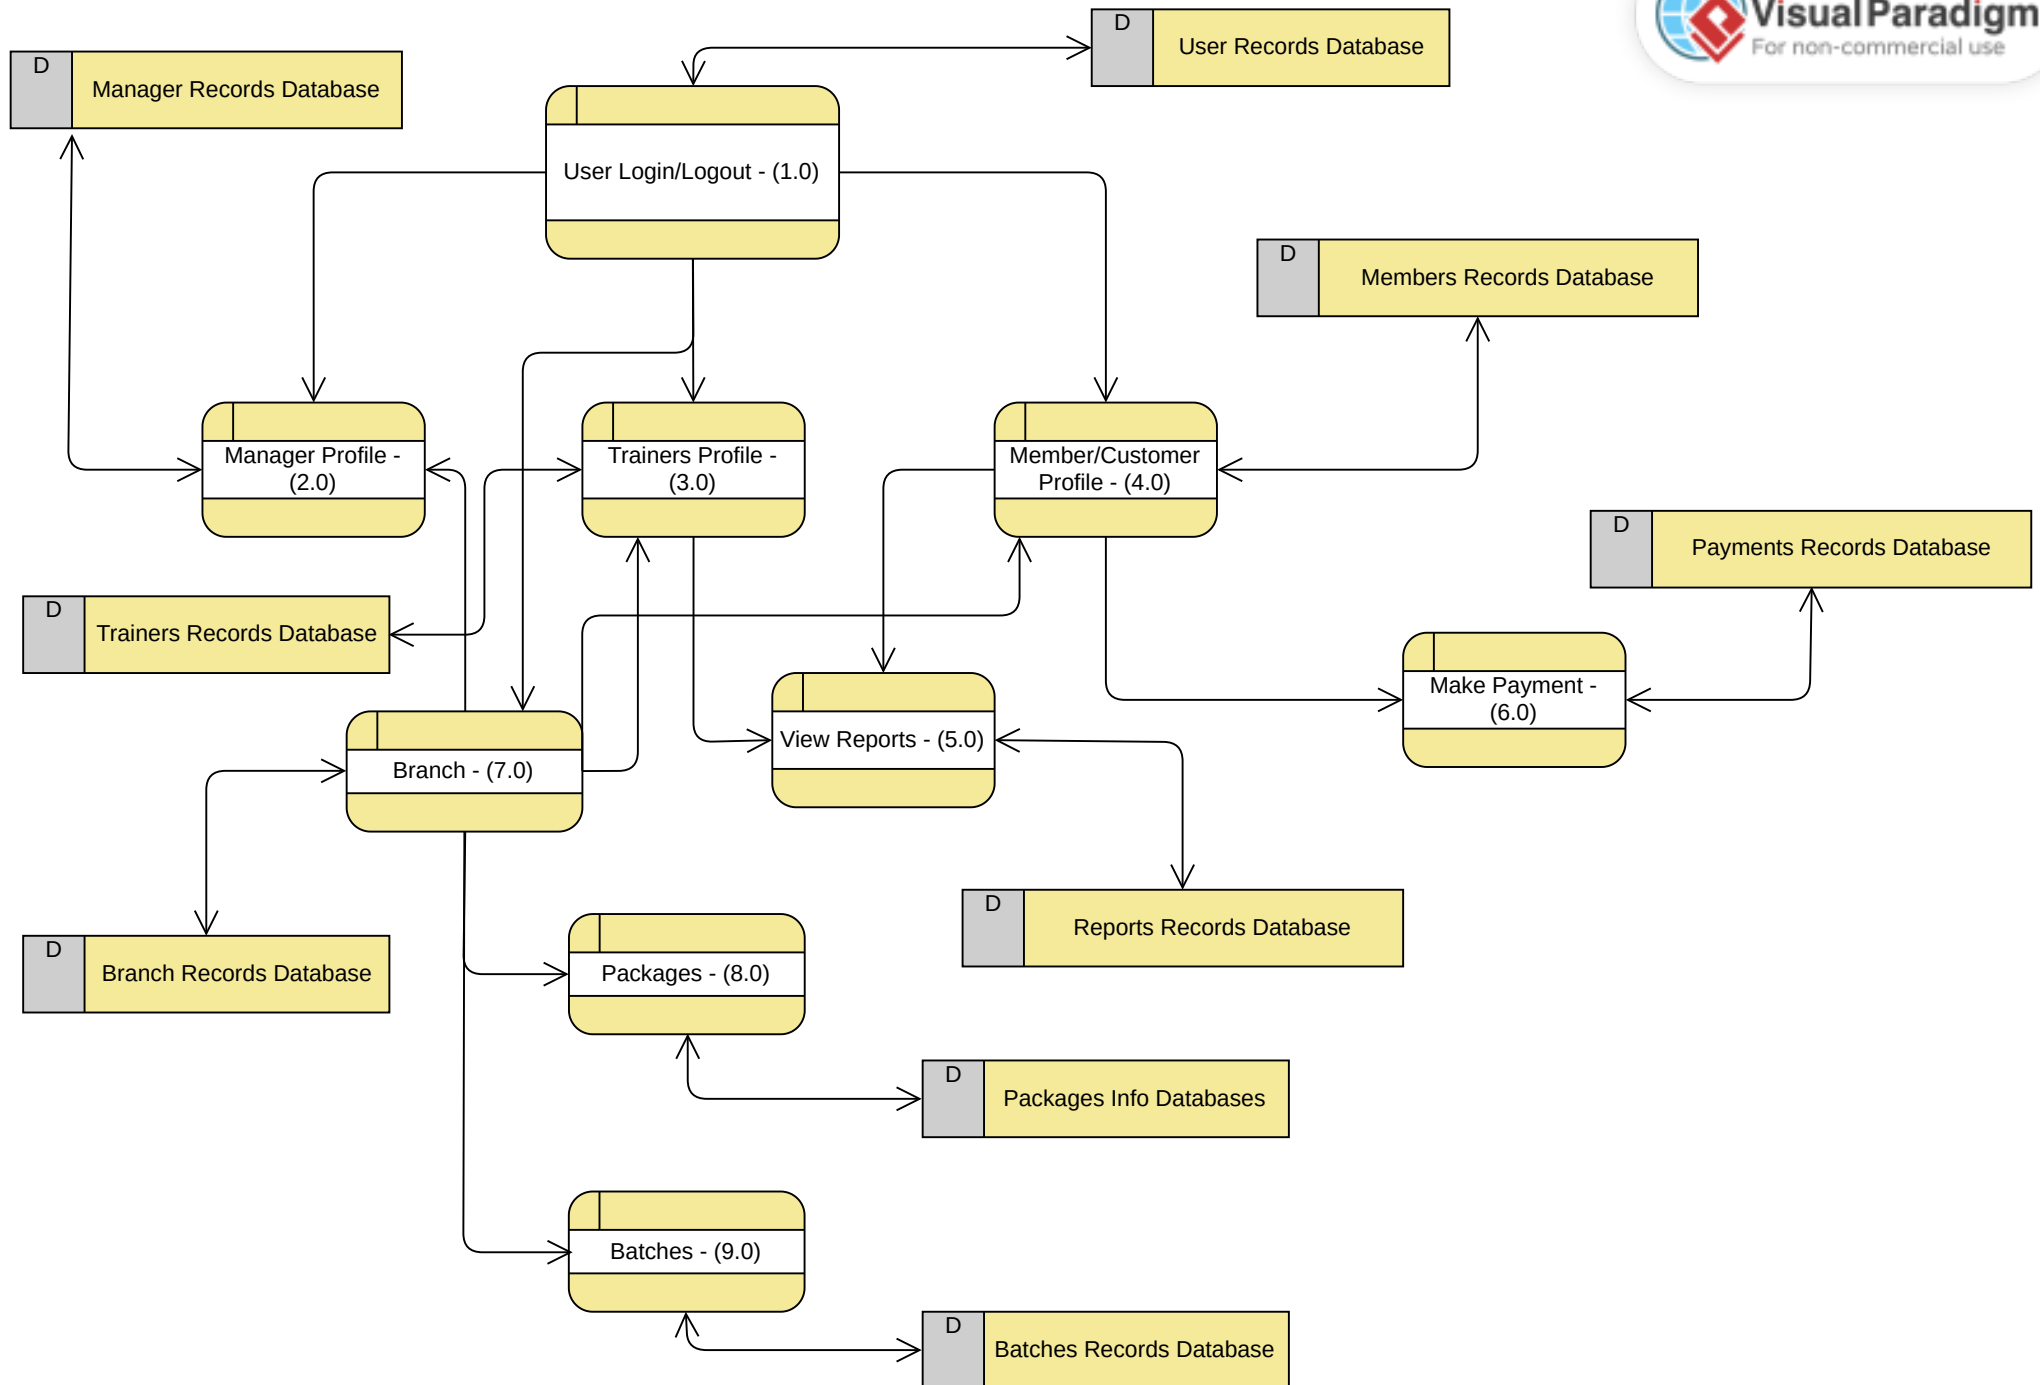 VisualParadigm
For non-commercial use
D
User Records Database
D
Manager Records Database
User Login/Logout - (1.0)
D
Members Records Database
Manager Profile -
(2.0)
Trainers Profile -
(3.0)
Member/Customer
Profile - (4.0)
D
Payments Records Database
D
Trainers Records Database
Make Payment -
(6.0)
View Reports - (5.0)
Branch - (7.0)
D
Reports Records Database
D
Branch Records Database
Packages - (8.0)
D
Packages Info Databases
Batches - (9.0)
D
Batches Records Database